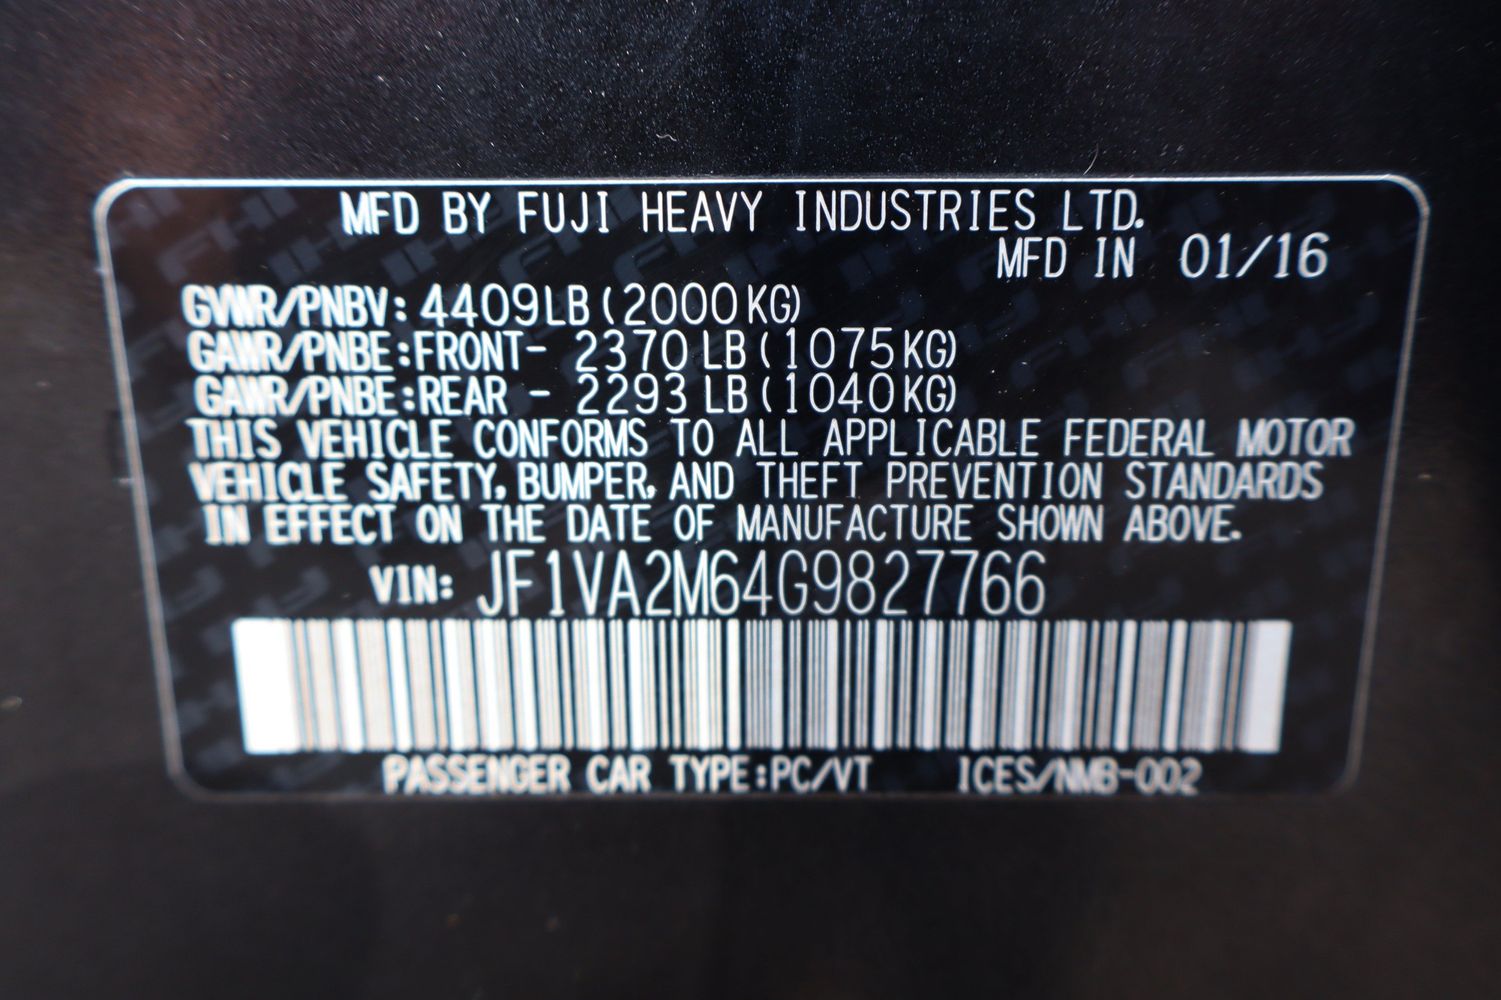 MFD BY FUJI HEAVY INDUSTRIES LTD.
MFD IN 01/16
GVWR/PNBV: 4409LB (2000KG)
GAWR/PNBE:FRONT- 2370LB (1075KG)
GAWR/PNBE:REAR - 2293LB (1040KG)
THIS VEHICLE CONFORMS TO ALL APPLICABLE FEDERAL MOTOR
VEHICLE SAFETY, BUMPER, AND THEFT PREVENTION STANDARDS
IN EFFECT ON THE DATE OF MANUFACTURE SHOWN ABOVE.
VIN: JF1VA2M64G9827766
PASSENGER CAR TYPE:PC/VT ICES/NMB-002